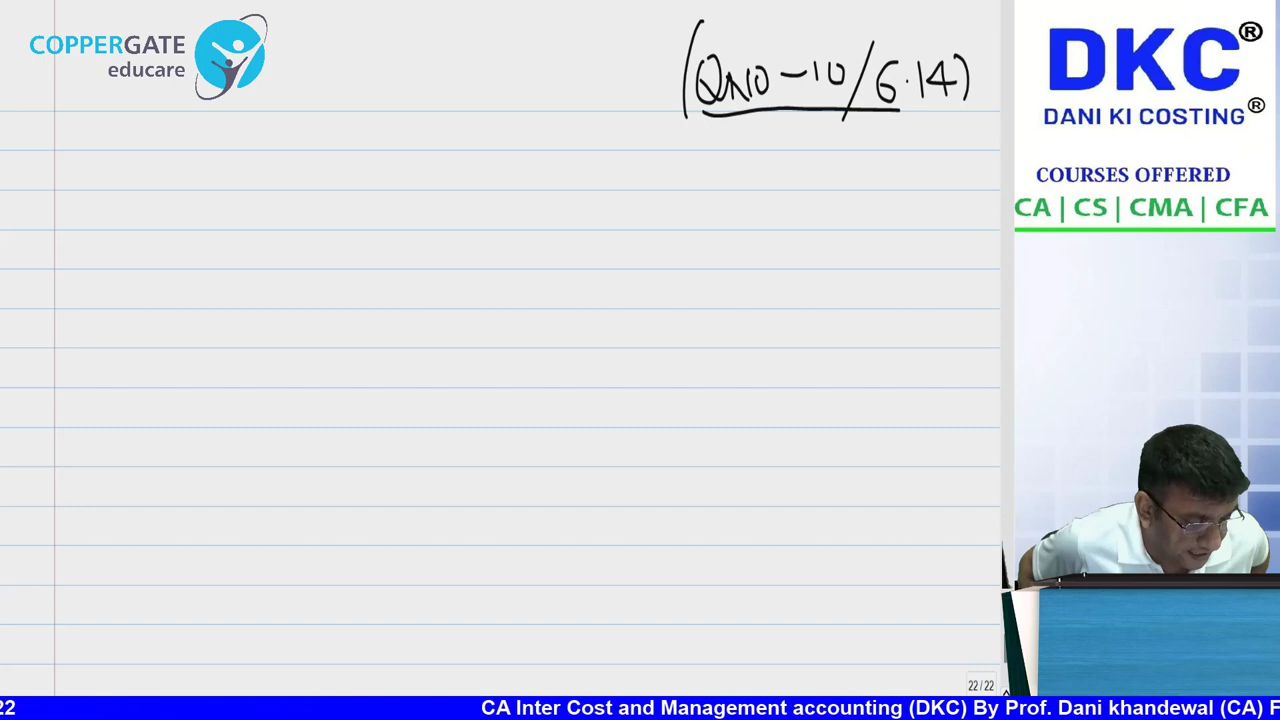 COPPERGATE
educare
(QNo - 10/6.14)
DKC®
DANI KI COSTING®
COURSES OFFERED
CA | CS | CMA | CFA
22/22
22 CA Inter Cost and Management accounting (DKC) By Prof. Dani khandewal (CA) F